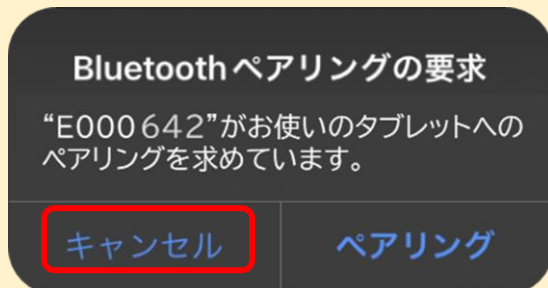 Bluetoothペアリングの要求
“E000642”がお使いのタブレットへの
ペアリングを求めています。
キャンセル
ペアリング